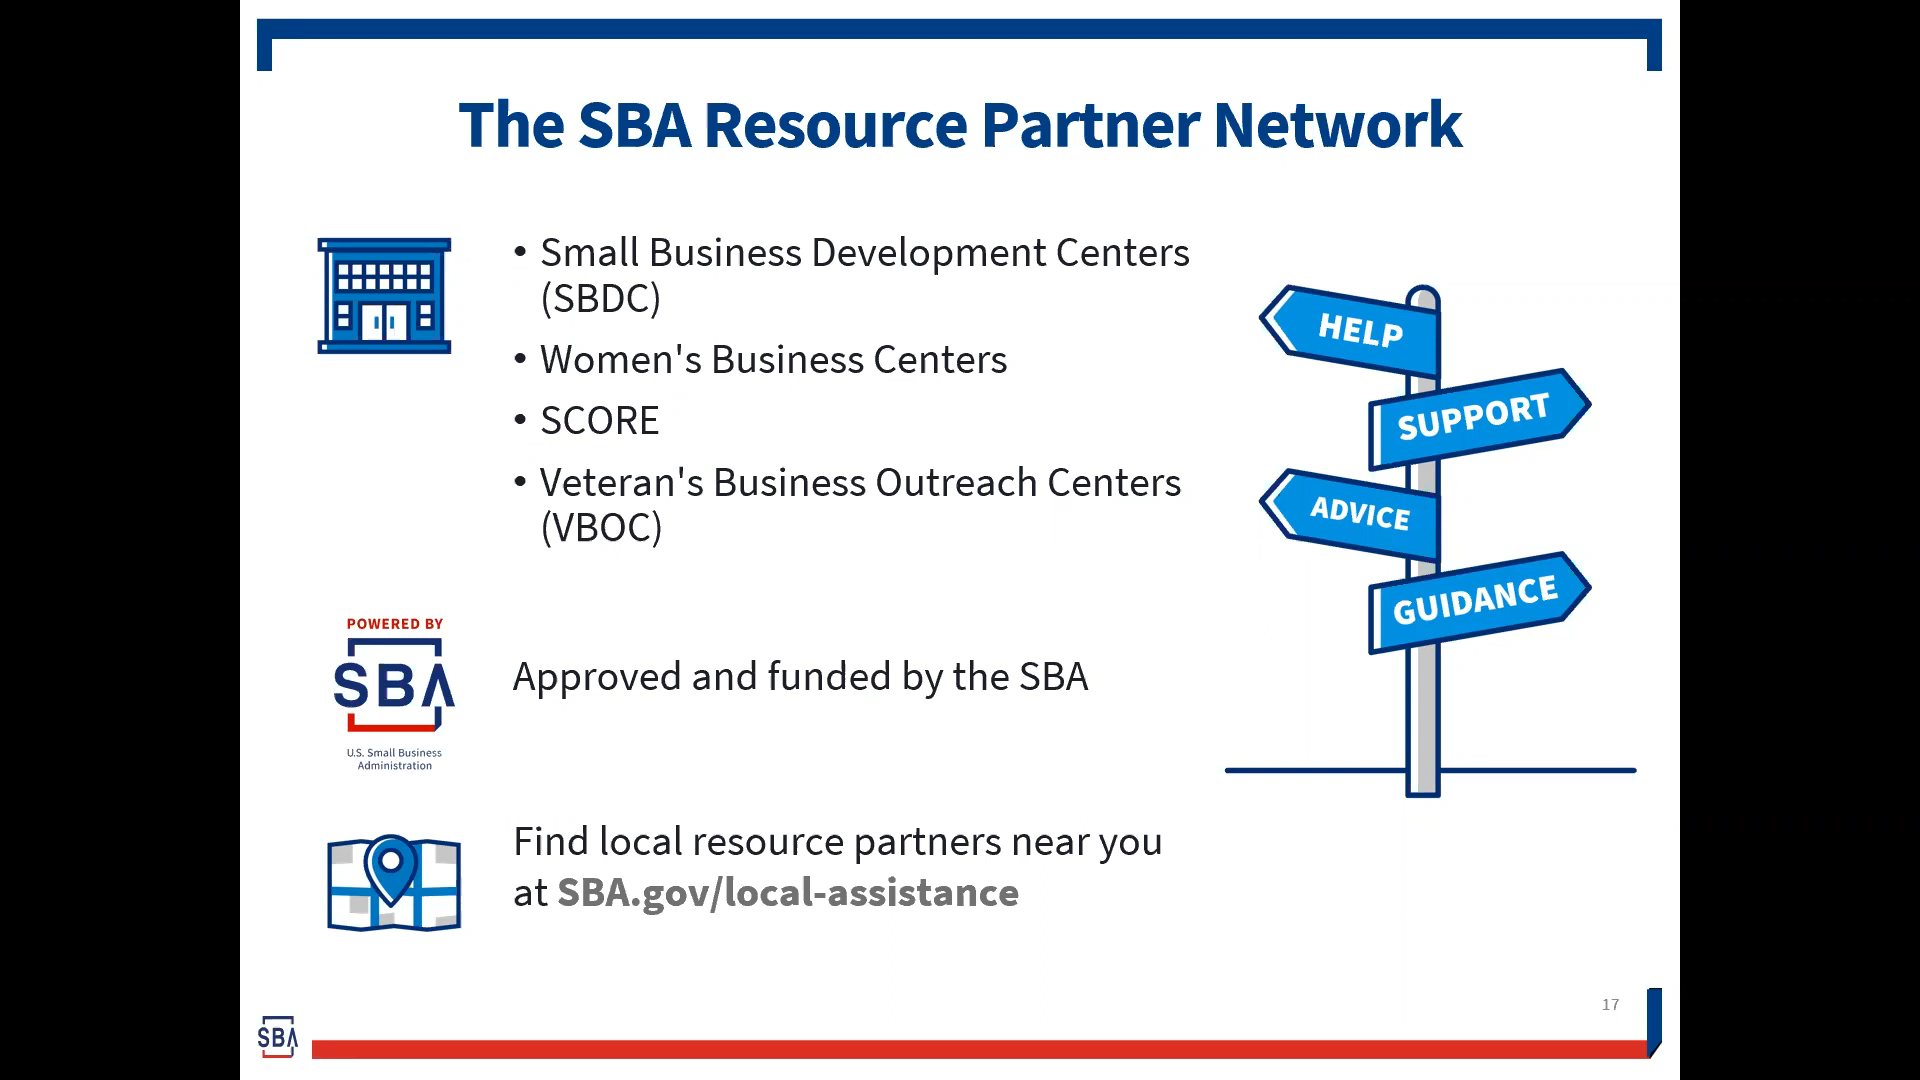 The SBA Resource Partner Network
• Small Business Development Centers
(SBDC)
• Women's Business Centers
• SCORE
• Veteran's Business Outreach Centers
(VBOC)
HELP
SUPPORT
ADVICE
GUIDANCE
POWERED BY
SBA
U.S. Small Business
Administration
Approved and funded by the SBA
Find local resource partners near you
at SBA.gov/local-assistance
17
SBA